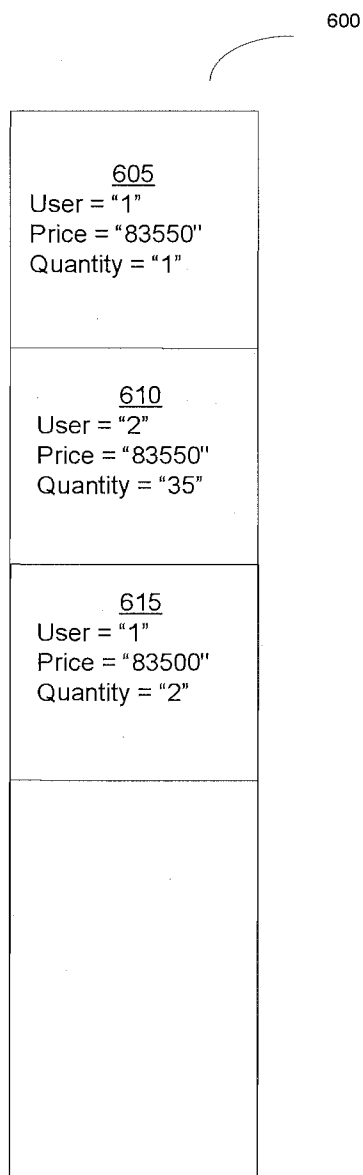 600
605
User = “1”
Price = “83550"
Quantity = “1”
610
User = “2”
Price = “83550"
Quantity = “35”
615
User = “1”
Price = “83500"
Quantity = “2”